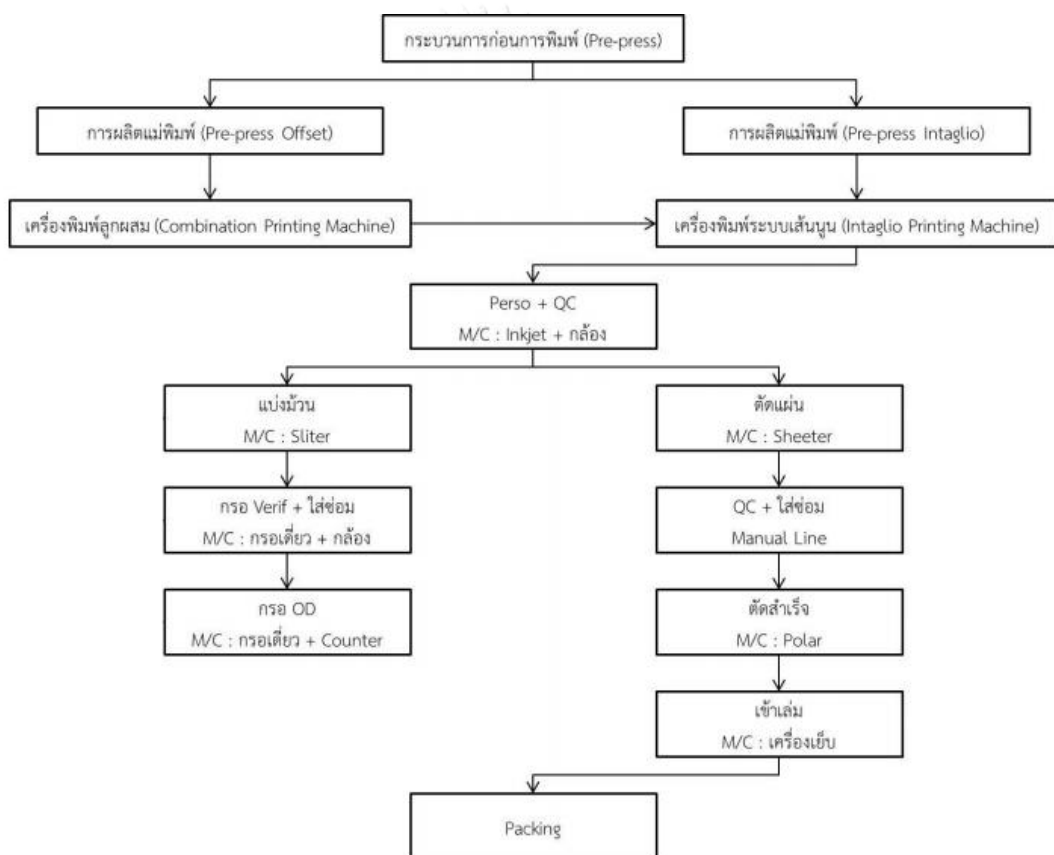 กระบวนการก่อนการพิมพ์ (Pre-press)
การผลิตแม่พิมพ์ (Pre-press Offset)
การผลิตแม่พิมพ์ (Pre-press Intaglio)
เครื่องพิมพ์ลูกผสม (Combination Printing Machine)
เครื่องพิมพ์ระบบเส้นนูน (Intaglio Printing Machine)
Perso + QC
M/C : Inkjet + กล้อง
แบ่งม้วน
M/C : Sliter
ตัดแผ่น
M/C : Sheeter
กรอ Verif + ใส่ซ่อม
M/C : กรอเดี่ยว + กล้อง
QC + ใส่ซ่อม
Manual Line
กรอ OD
M/C : กรอเดี่ยว + Counter
ตัดสำเร็จ
M/C : Polar
เข้าเล่ม
M/C : เครื่องเย็บ
Packing